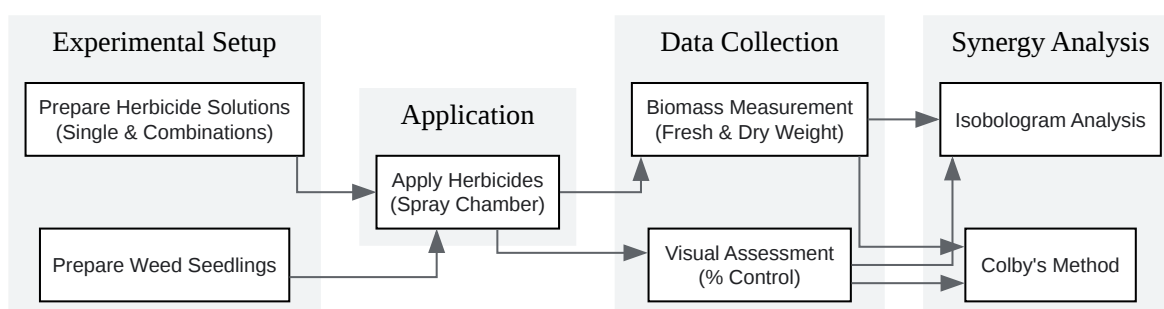 Experimental Setup
Prepare Herbicide Solutions
(Single & Combinations)
Prepare Weed Seedlings
Application
Apply Herbicides
(Spray Chamber)
Data Collection
Biomass Measurement
(Fresh & Dry Weight)
Visual Assessment
(% Control)
Synergy Analysis
Isobologram Analysis
Colby's Method